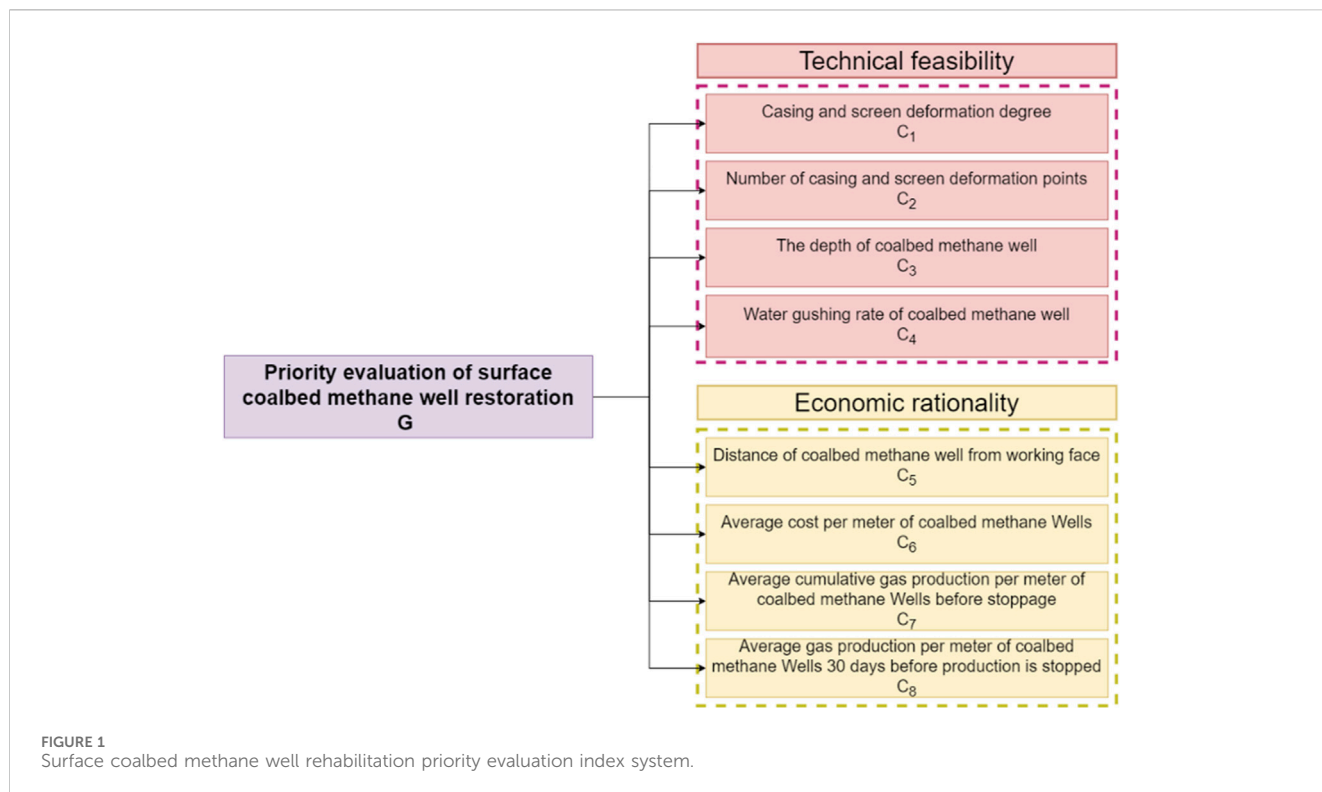 Technical feasibility
Casing and screen deformation degree
C1
Number of casing and screen deformation points
C2
The depth of coalbed methane well
C3
Water gushing rate of coalbed methane well
C4
Priority evaluation of surface
coalbed methane well restoration
G
Economic rationality
Distance of coalbed methane well from working face
C5
Average cost per meter of coalbed methane Wells
C6
Average cumulative gas production per meter of
coalbed methane Wells before stoppage
C7
Average gas production per meter of coalbed
methane Wells 30 days before production is stopped
C8
FIGURE 1
Surface coalbed methane well rehabilitation priority evaluation index system.